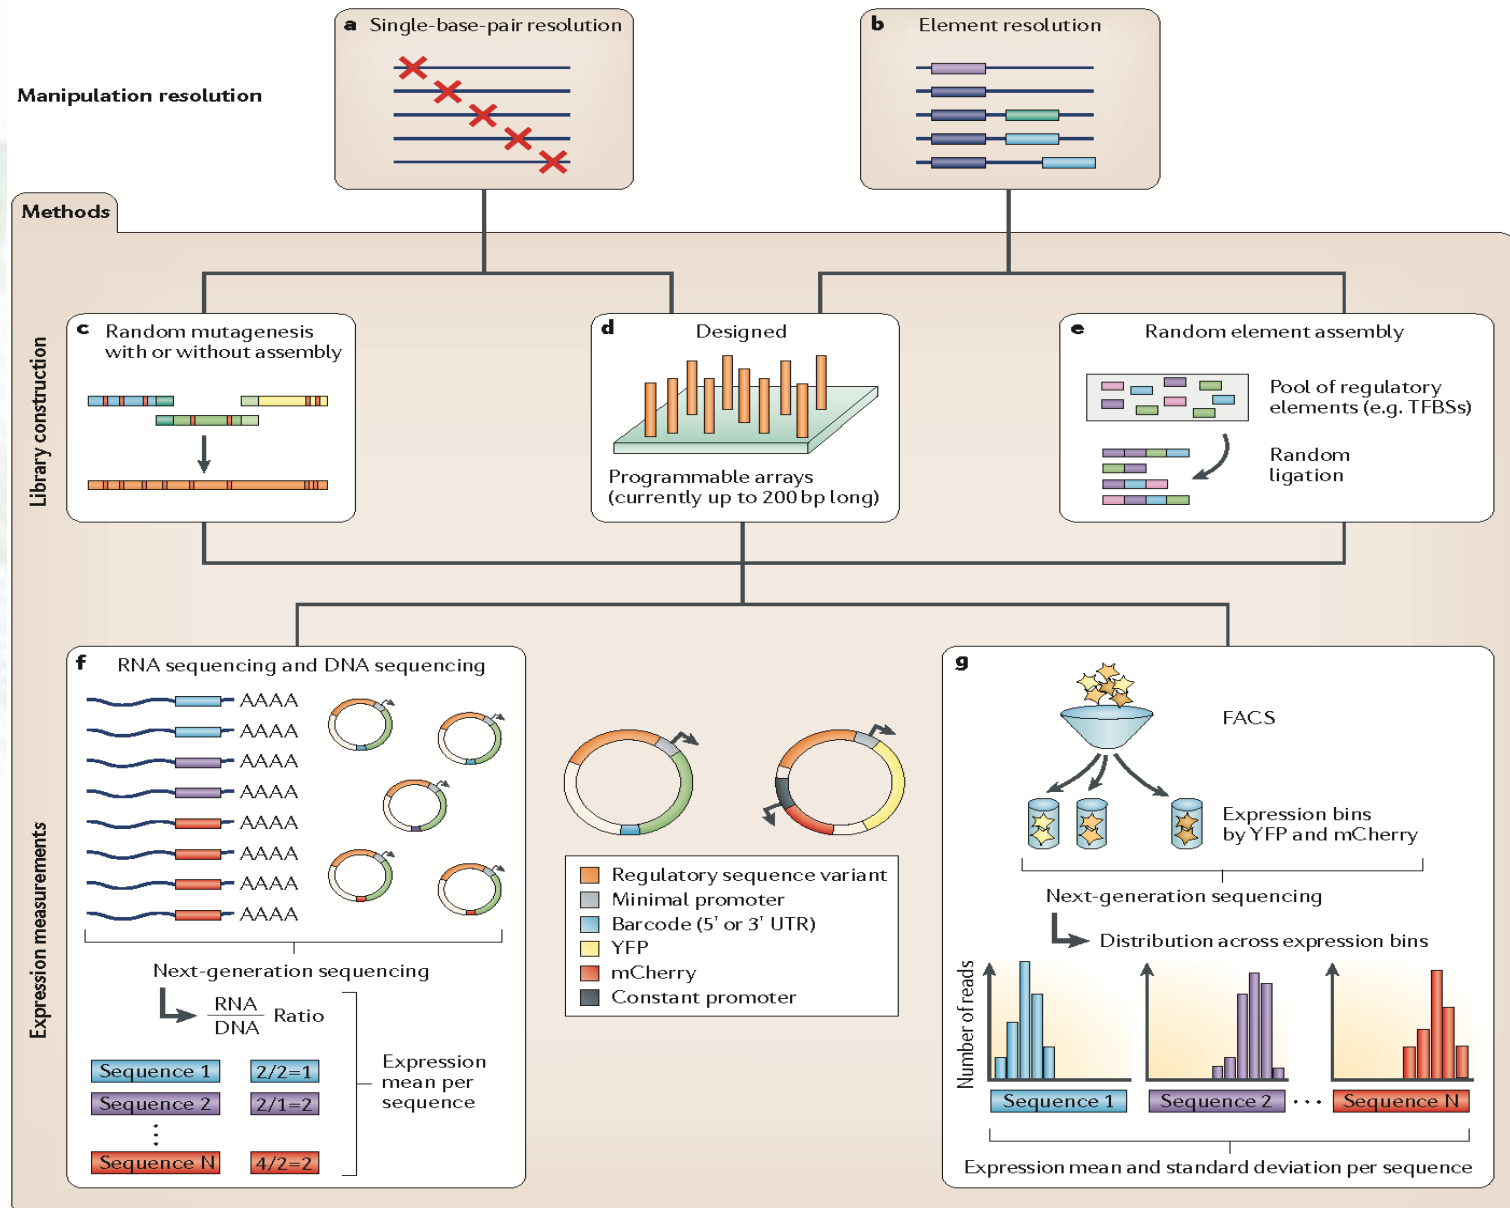 a Single-base-pair resolution
b Element resolution
Manipulation resolution
Methods
Library construction
c Random mutagenesis
with or without assembly
d Designed
Programmable arrays
(currently up to 200 bp long)
e Random element assembly
Pool of regulatory
elements (e.g. TFBSs)
Random
ligation
Expression measurements
f RNA sequencing and DNA sequencing
AAAA
AAAA
AAAA
AAAA
AAAA
AAAA
AAAA
AAAA
Next-generation sequencing
RNA
DNA
Ratio
Sequence 1 2/2=1
Sequence 2 2/1=2
Sequence N 4/2=2
Expression
mean per
sequence
Regulatory sequence variant
Minimal promoter
Barcode (5' or 3' UTR)
YFP
mCherry
Constant promoter
g
FACS
Expression bins
by YFP and mCherry
Next-generation sequencing
Distribution across expression bins
Number of reads
Sequence 1 Sequence 2 ... Sequence N
Expression mean and standard deviation per sequence